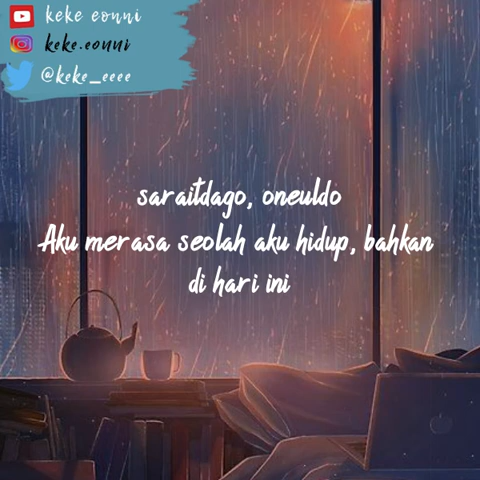 keke eonni
keke.eonni
@keke_eeee
saraitdago, oneuldo
Aku merasa seolah aku hidup, bahkan
di hari ini